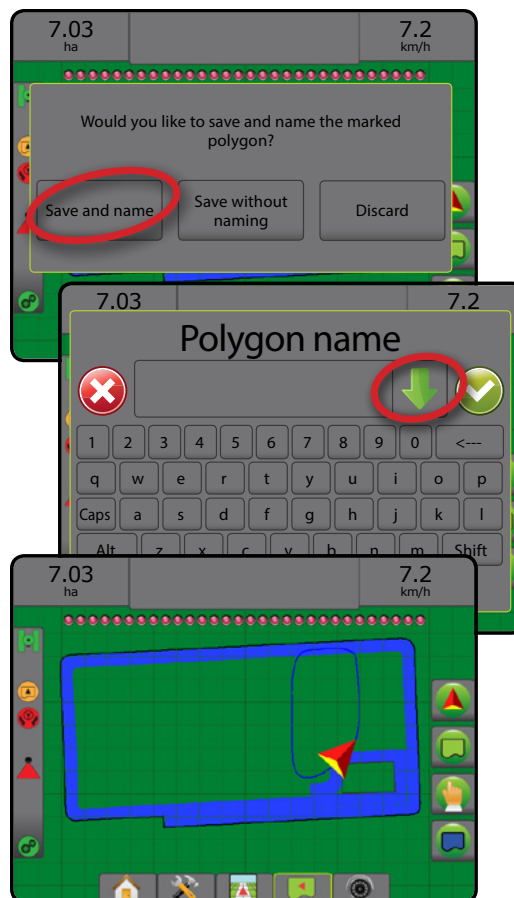 7.03 7.2
ha km/h
Would you like to save and name the marked
polygon?
Save and name
Save without
naming
Discard
7.03 7.2
Polygon name
1 2 3 4 5 6 7 8 9 0 <---
q w e r t y u i o p
Caps a s d f g h j k l
Alt z x c v b n m Shift
7.03 7.2
ha km/h